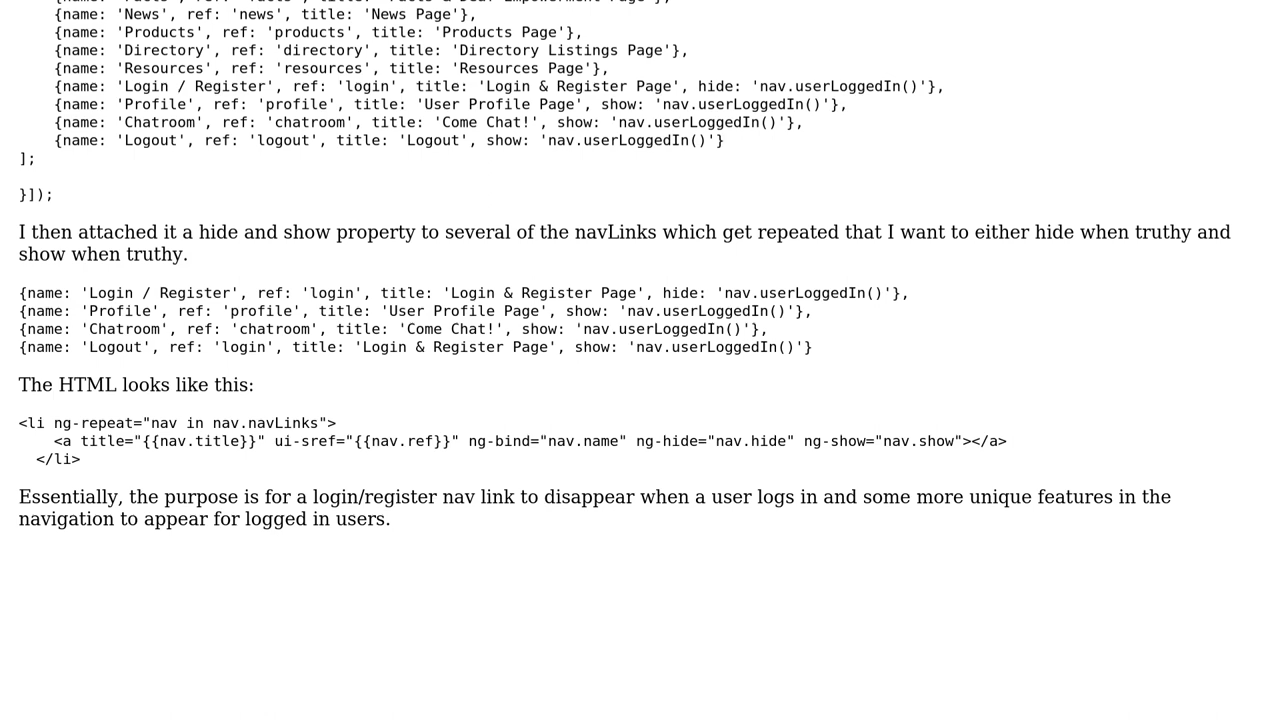 {name: 'News', ref: 'news', title: 'News Page'},
{name: 'Products', ref: 'products', title: 'Products Page'},
{name: 'Directory', ref: 'directory', title: 'Directory Listings Page'},
{name: 'Resources', ref: 'resources', title: 'Resources Page'},
{name: 'Login / Register', ref: 'login', title: 'Login & Register Page', hide: 'nav.userLoggedIn()'},
{name: 'Profile', ref: 'profile', title: 'User Profile Page', show: 'nav.userLoggedIn()'},
{name: 'Chatroom', ref: 'chatroom', title: 'Come Chat!', show: 'nav.userLoggedIn()'},
{name: 'Logout', ref: 'logout', title: 'Logout', show: 'nav.userLoggedIn()'}
];
}]);
I then attached it a hide and show property to several of the navLinks which get repeated that I want to either hide when truthy and
show when truthy.
{name: 'Login / Register', ref: 'login', title: 'Login & Register Page', hide: 'nav.userLoggedIn()'},
{name: 'Profile', ref: 'profile', title: 'User Profile Page', show: 'nav.userLoggedIn()'},
{name: 'Chatroom', ref: 'chatroom', title: 'Come Chat!', show: 'nav.userLoggedIn()'},
{name: 'Logout', ref: 'login', title: 'Login & Register Page', show: 'nav.userLoggedIn()'}
The HTML looks like this:
<li ng-repeat="nav in nav.navLinks">
<a title="{{nav.title}}" ui-sref="{{nav.ref}}" ng-bind="nav.name" ng-hide="nav.hide" ng-show="nav.show"></a>
</li>
Essentially, the purpose is for a login/register nav link to disappear when a user logs in and some more unique features in the
navigation to appear for logged in users.